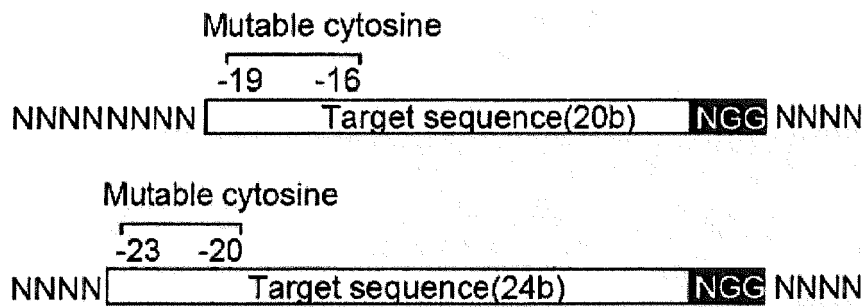 Mutable cytosine
-19 -16
NNNNNNNN Target sequence(20b) NGG NNNN
Mutable cytosine
-23 -20
NNNN Target sequence(24b) NGG NNNN